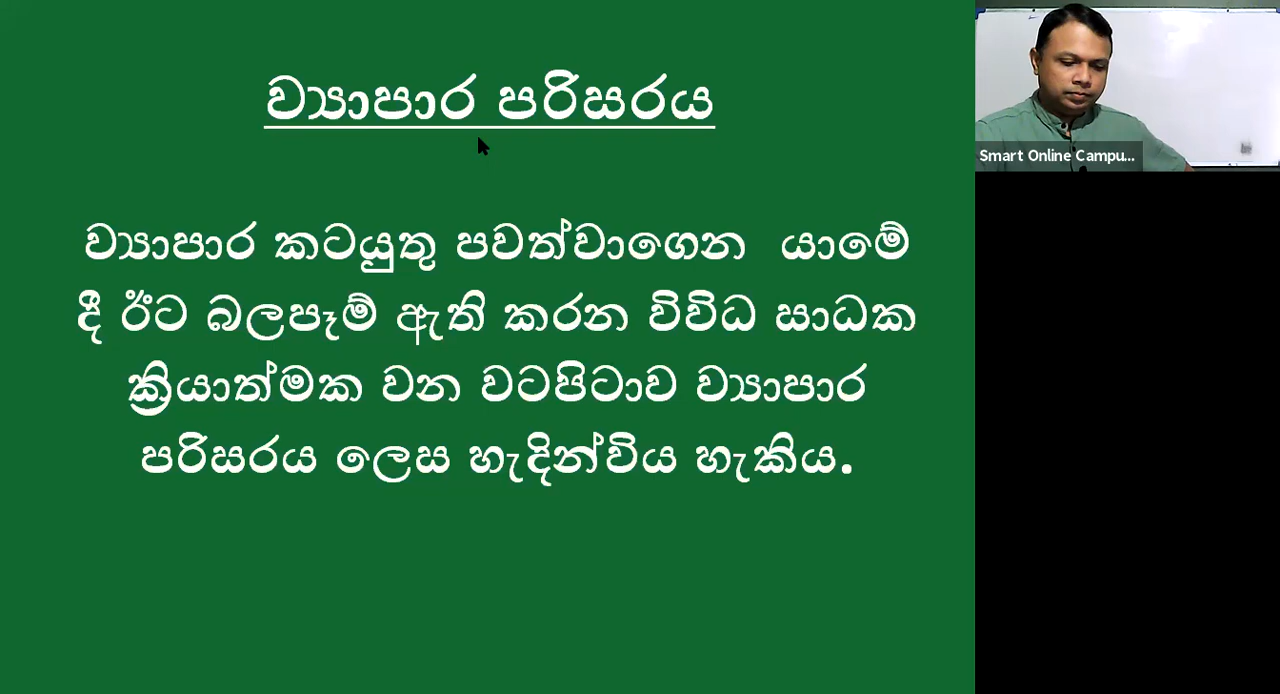 ව්‍යාපාර පරිසරය
ව්‍යාපාර කටයුතු පවත්වාගෙන යාමේ
දී ඊට බලපෑම් ඇති කරන විවිධ සාධක
ක්‍රියාත්මක වන වටපිටාව ව්‍යාපාර
පරිසරය ලෙස හැදින්විය හැකිය.
Smart Online Campu...